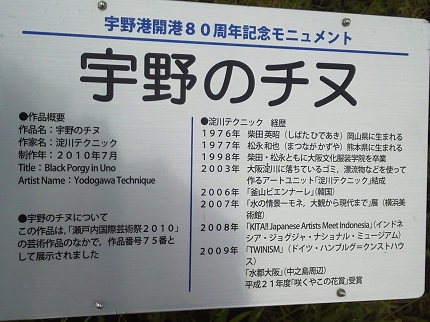 宇野港開港８０周年記念モニュメント
宇野のチヌ
●作品概要
作品名：宇野のチヌ
作家名：淀川テクニック
制作年：２０１０年７月
Title：Black Porgy in Uno
Artist Name：Yodogawa Technique
●宇野のチヌについて
この作品は，「瀬戸内国際芸術祭２０１０」
の芸術作品のなかで，作品番号７５番と
して展示されました
●淀川テクニック　経歴
１９７６年　柴田英昭（しばたひであき）岡山県に生まれる
１９７７年　松永和也（まつながかずや）熊本県に生まれる
１９９８年　柴田・松永ともに大阪文化服装学院を卒業
２００３年　大阪淀川に落ちているゴミ，漂流物などを使って
作るアートユニット「淀川テクニック」結成
２００６年　「釜山ビエンナーレ」（韓国）
２００７年　「水の情景ーモネ，大観から現代まで」展（横浜美
術館）
２００８年　「KITA!! Japanese Artists Meet Indonesia」（インドネ
シア・ジョグジャ・ナショナル・ミュージアム）
２００９年　「TWINISM」（ドイツ・ハンブルグ＝クンストハウ
ス）
「水都大阪」（中之島周辺）
平成２１年度「咲くやこの花賞」受賞